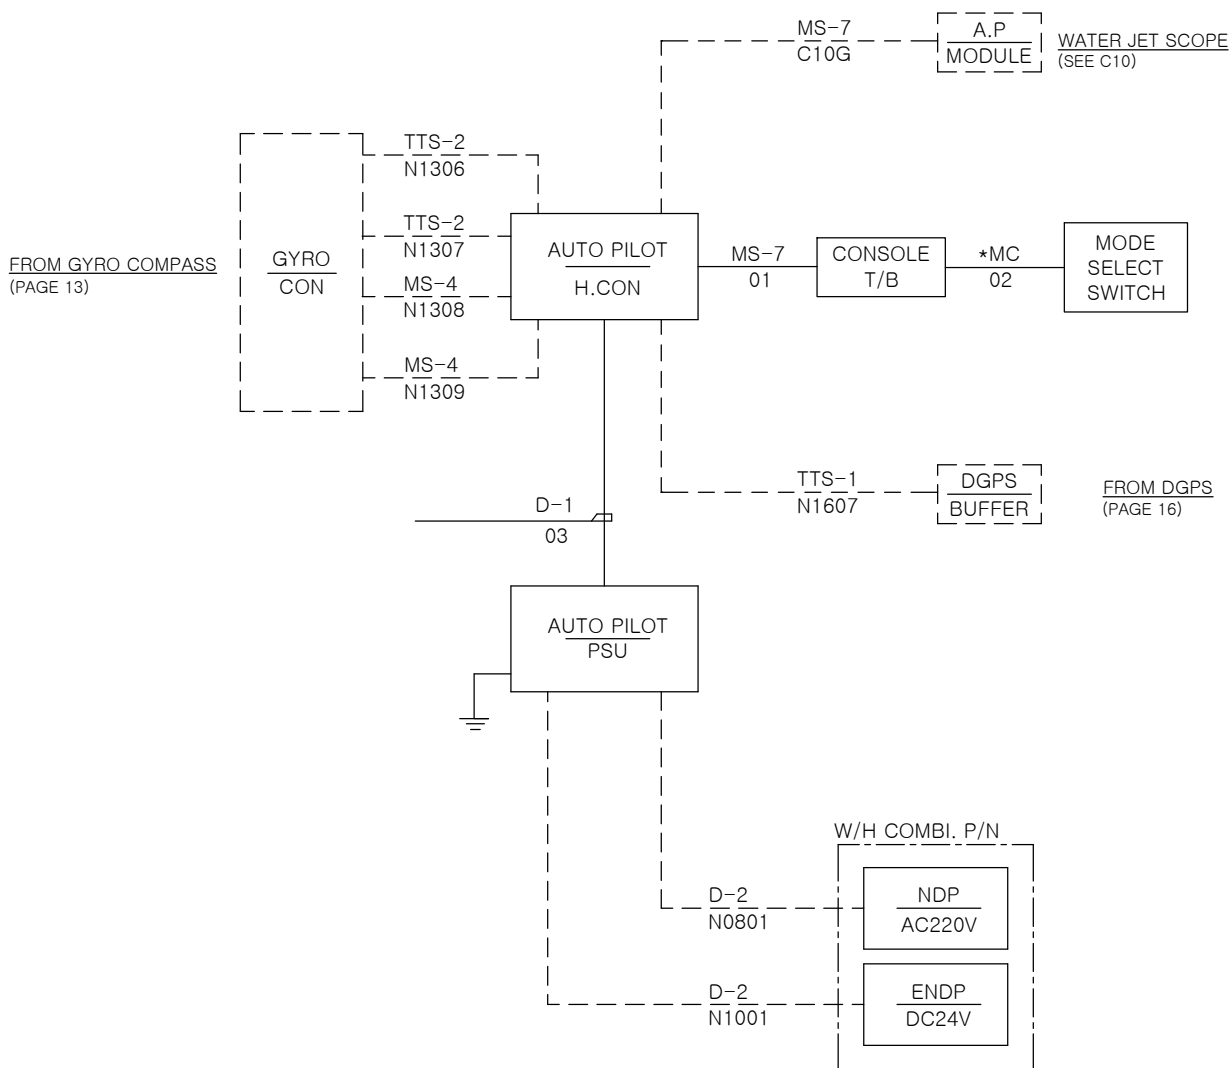 MS-7
C10G
A.P
MODULE
WATER JET SCOPE
(SEE C10)
TTS-2
N1306
TTS-2
N1307
MS-4
N1308
MS-4
N1309
FROM GYRO COMPASS
(PAGE 13)
GYRO
CON
AUTO PILOT
H.CON
MS-7
01
CONSOLE
T/B
*MC
02
MODE
SELECT
SWITCH
TTS-1
N1607
DGPS
BUFFER
FROM DGPS
(PAGE 16)
D-1
03
AUTO PILOT
PSU
W/H COMBI. P/N
D-2
N0801
NDP
AC220V
D-2
N1001
ENDP
DC24V